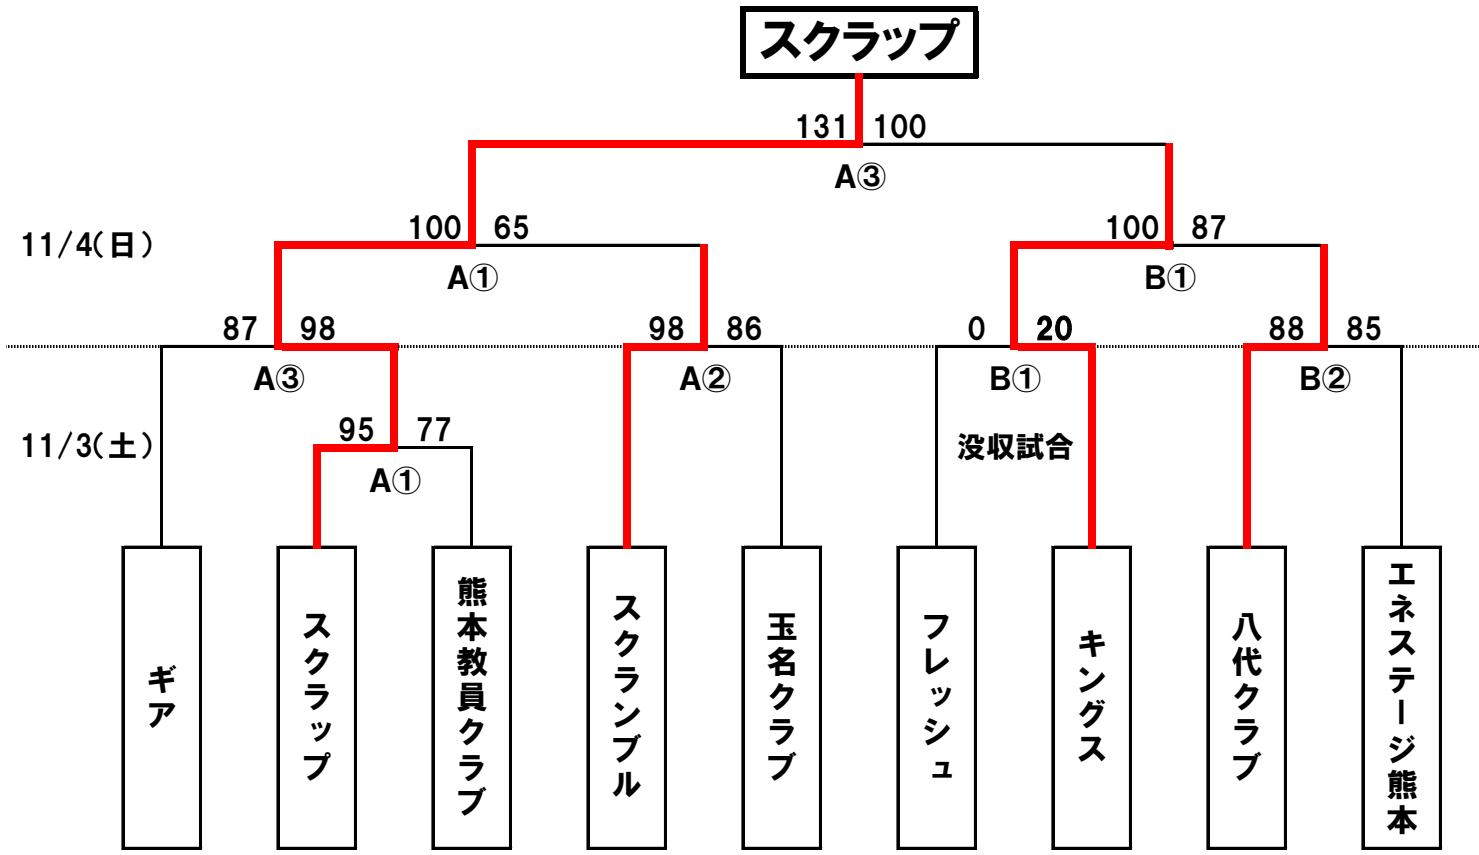 スクラップ
131 100
A③
11/4(日)
100 65
100 87
A①
B①
87 98
98 86
0 20
88 85
A③
A②
B①
B②
11/3(土)
95 77
没収試合
A①
ギア
スクラップ
熊本教員クラブ
スクランブル
玉名クラブ
フレッシュ
キングス
八代クラブ
エネステージ熊本